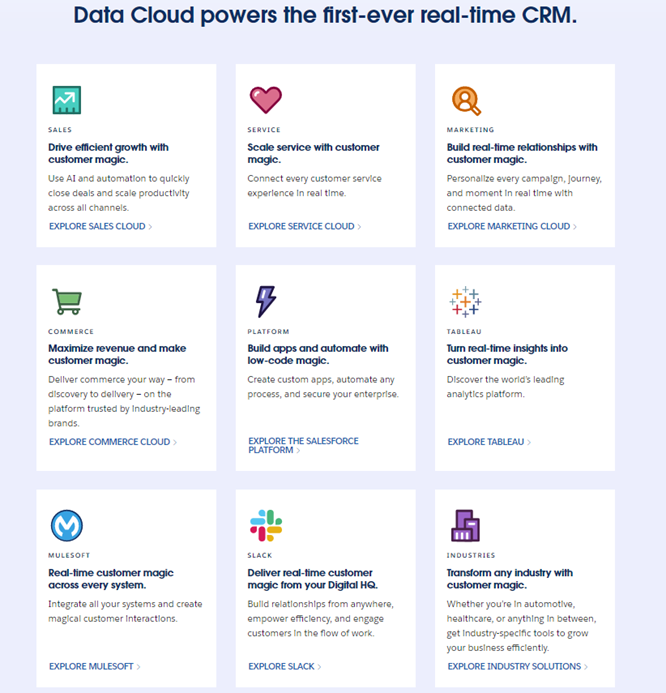 Data Cloud powers the first-ever real-time CRM.
SALES
Drive efficient growth with
customer magic.
Use AI and automation to quickly
close deals and scale productivity
across all channels.
EXPLORE SALES CLOUD >
SERVICE
Scale service with customer
magic.
Connect every customer service
experience in real time.
EXPLORE SERVICE CLOUD >
MARKETING
Build real-time relationships with
customer magic.
Personalize every campaign, journey,
and moment in real time with
connected data.
EXPLORE MARKETING CLOUD >
COMMERCE
Maximize revenue and make
customer magic.
Deliver commerce your way – from
discovery to delivery – on the
platform trusted by industry-leading
brands.
EXPLORE COMMERCE CLOUD >
PLATFORM
Build apps and automate with
low-code magic.
Create custom apps, automate any
process, and secure your enterprise.
EXPLORE THE SALESFORCE
PLATFORM >
TABLEAU
Turn real-time insights into
customer magic.
Discover the world's leading
analytics platform.
EXPLORE TABLEAU >
MULESOFT
Real-time customer magic
across every system.
Integrate all your systems and create
magical customer interactions.
EXPLORE MULESOFT >
SLACK
Deliver real-time customer
magic from your Digital HQ.
Build relationships from anywhere,
empower efficiency, and engage
customers in the flow of work.
EXPLORE SLACK >
INDUSTRIES
Transform any industry with
customer magic.
Whether you're in automotive,
healthcare, or anything in between,
get industry-specific tools to grow
your business efficiently.
EXPLORE INDUSTRY SOLUTIONS >